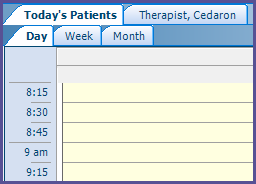 Today's Patients Therapist, Cedaron
Day Week Month
8:15
8:30
8:45
9 am
9:15